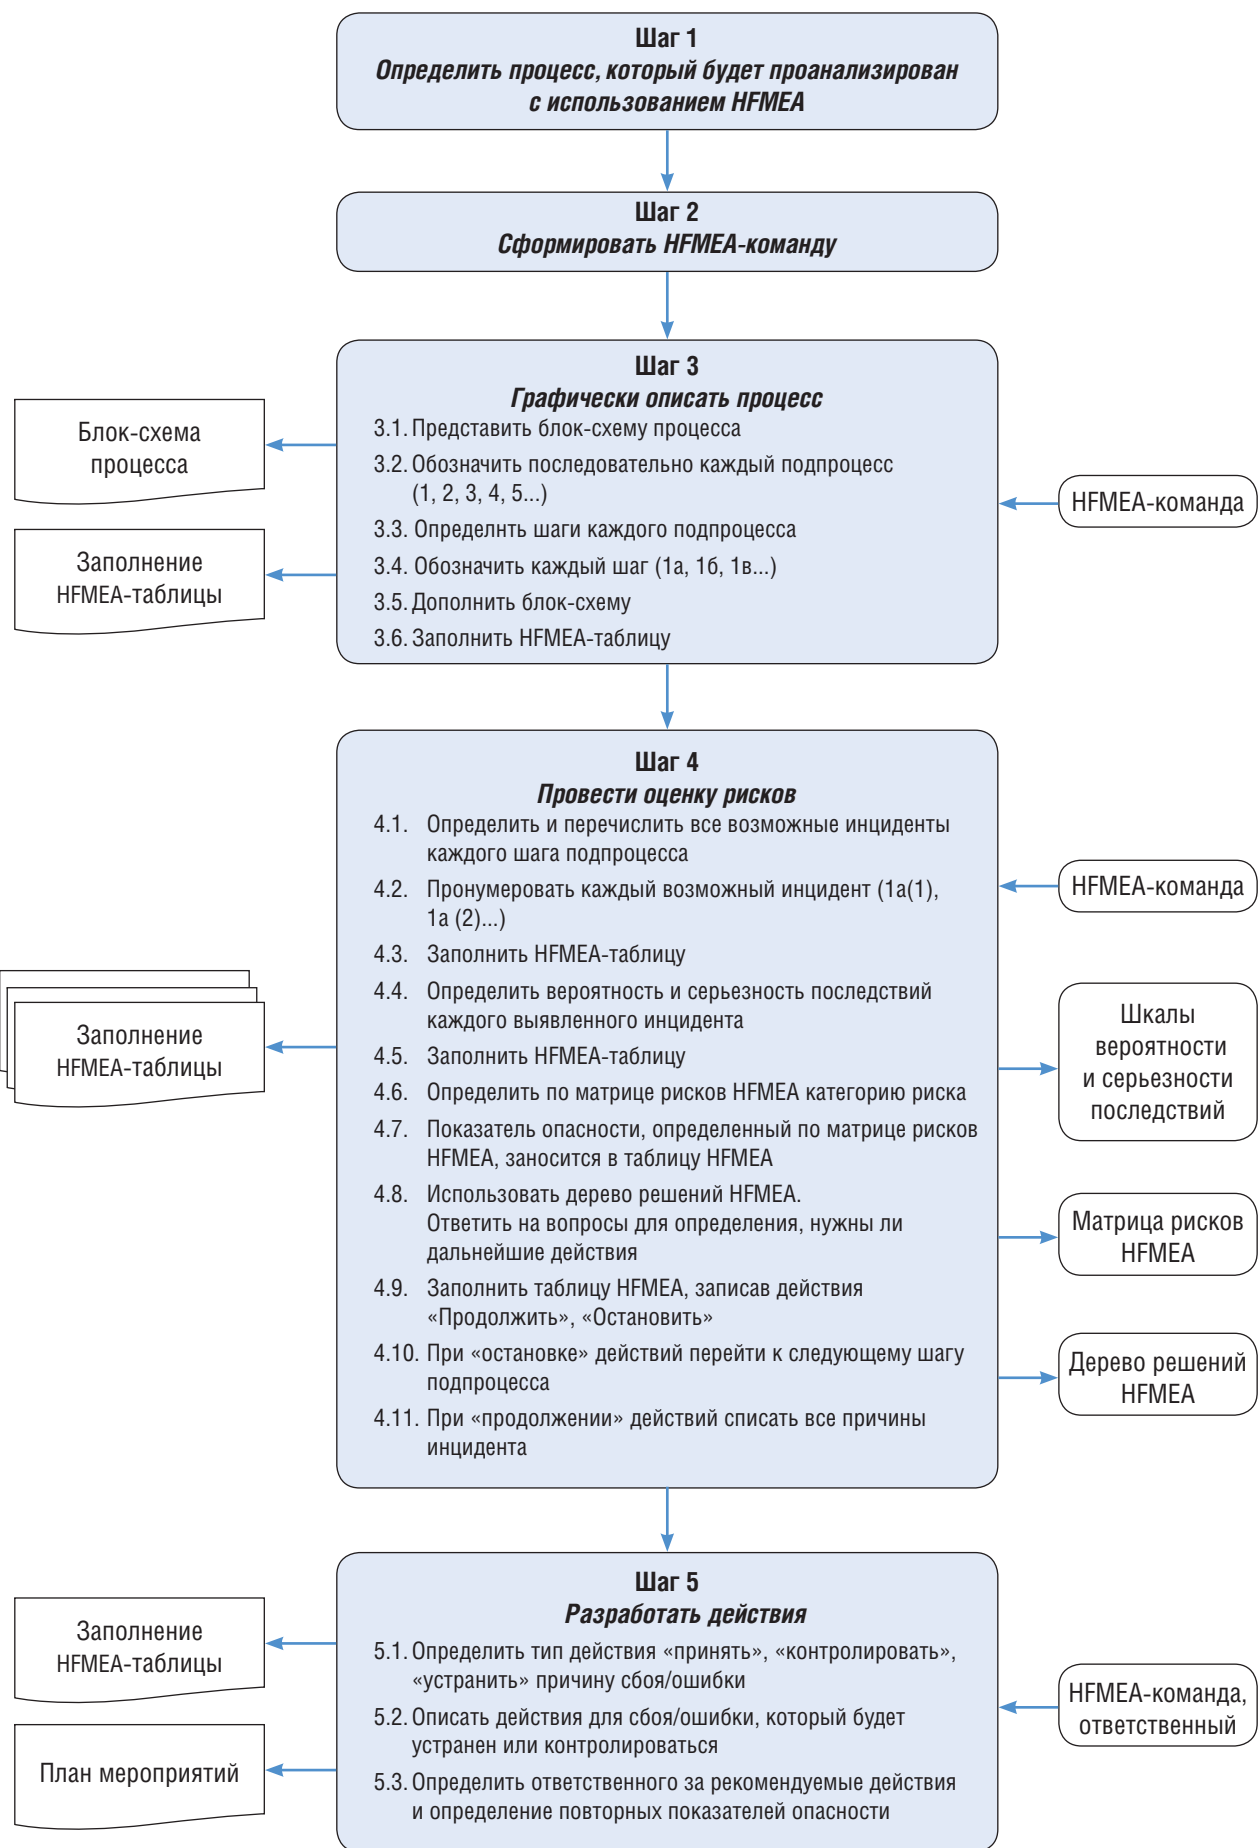 Шаг 1
Определить процесс, который будет проанализирован
с использованием HFMEA
Шаг 2
Сформировать HFMEA-команду
Шаг 3
Графически описать процесс
3.1. Представить блок-схему процесса
3.2. Обозначить последовательно каждый подпроцесс
(1, 2, 3, 4, 5...)
3.3. Определнть шаги каждого подпроцесса
3.4. Обозначить каждый шаг (1а, 1б, 1в...)
3.5. Дополнить блок-схему
3.6. Заполнить HFMEA-таблицу
Блок-схема
процесса
Заполнение
HFMEA-таблицы
HFMEA-команда
Шаг 4
Провести оценку рисков
4.1. Определить и перечислить все возможные инциденты
каждого шага подпроцесса
4.2. Пронумеровать каждый возможный инцидент (1а(1),
1а (2)...)
4.3. Заполнить HFMEA-таблицу
4.4. Определить вероятность и серьезность последствий
каждого выявленного инцидента
4.5. Заполнить HFMEA-таблицу
4.6. Определить по матрице рисков HFMEA категорию риска
4.7. Показатель опасности, определенный по матрице рисков
HFMEA, заносится в таблицу HFMEA
4.8. Использовать дерево решений HFMEA.
Ответить на вопросы для определения, нужны ли
дальнейшие действия
4.9. Заполнить таблицу HFMEA, записав действия
«Продолжить», «Остановить»
4.10. При «остановке» действий перейти к следующему шагу
подпроцесса
4.11. При «продолжении» действий списать все причины
инцидента
Заполнение
HFMEA-таблицы
HFMEA-команда
Шкалы
вероятности
и серьезности
последствий
Матрица рисков
HFMEA
Дерево решений
HFMEA
Шаг 5
Разработать действия
5.1. Определить тип действия «принять», «контролировать»,
«устранить» причину сбоя/ошибки
5.2. Описать действия для сбоя/ошибки, который будет
устранен или контролироваться
5.3. Определить ответственного за рекомендуемые действия
и определение повторных показателей опасности
Заполнение
HFMEA-таблицы
План мероприятий
HFMEA-команда,
ответственный